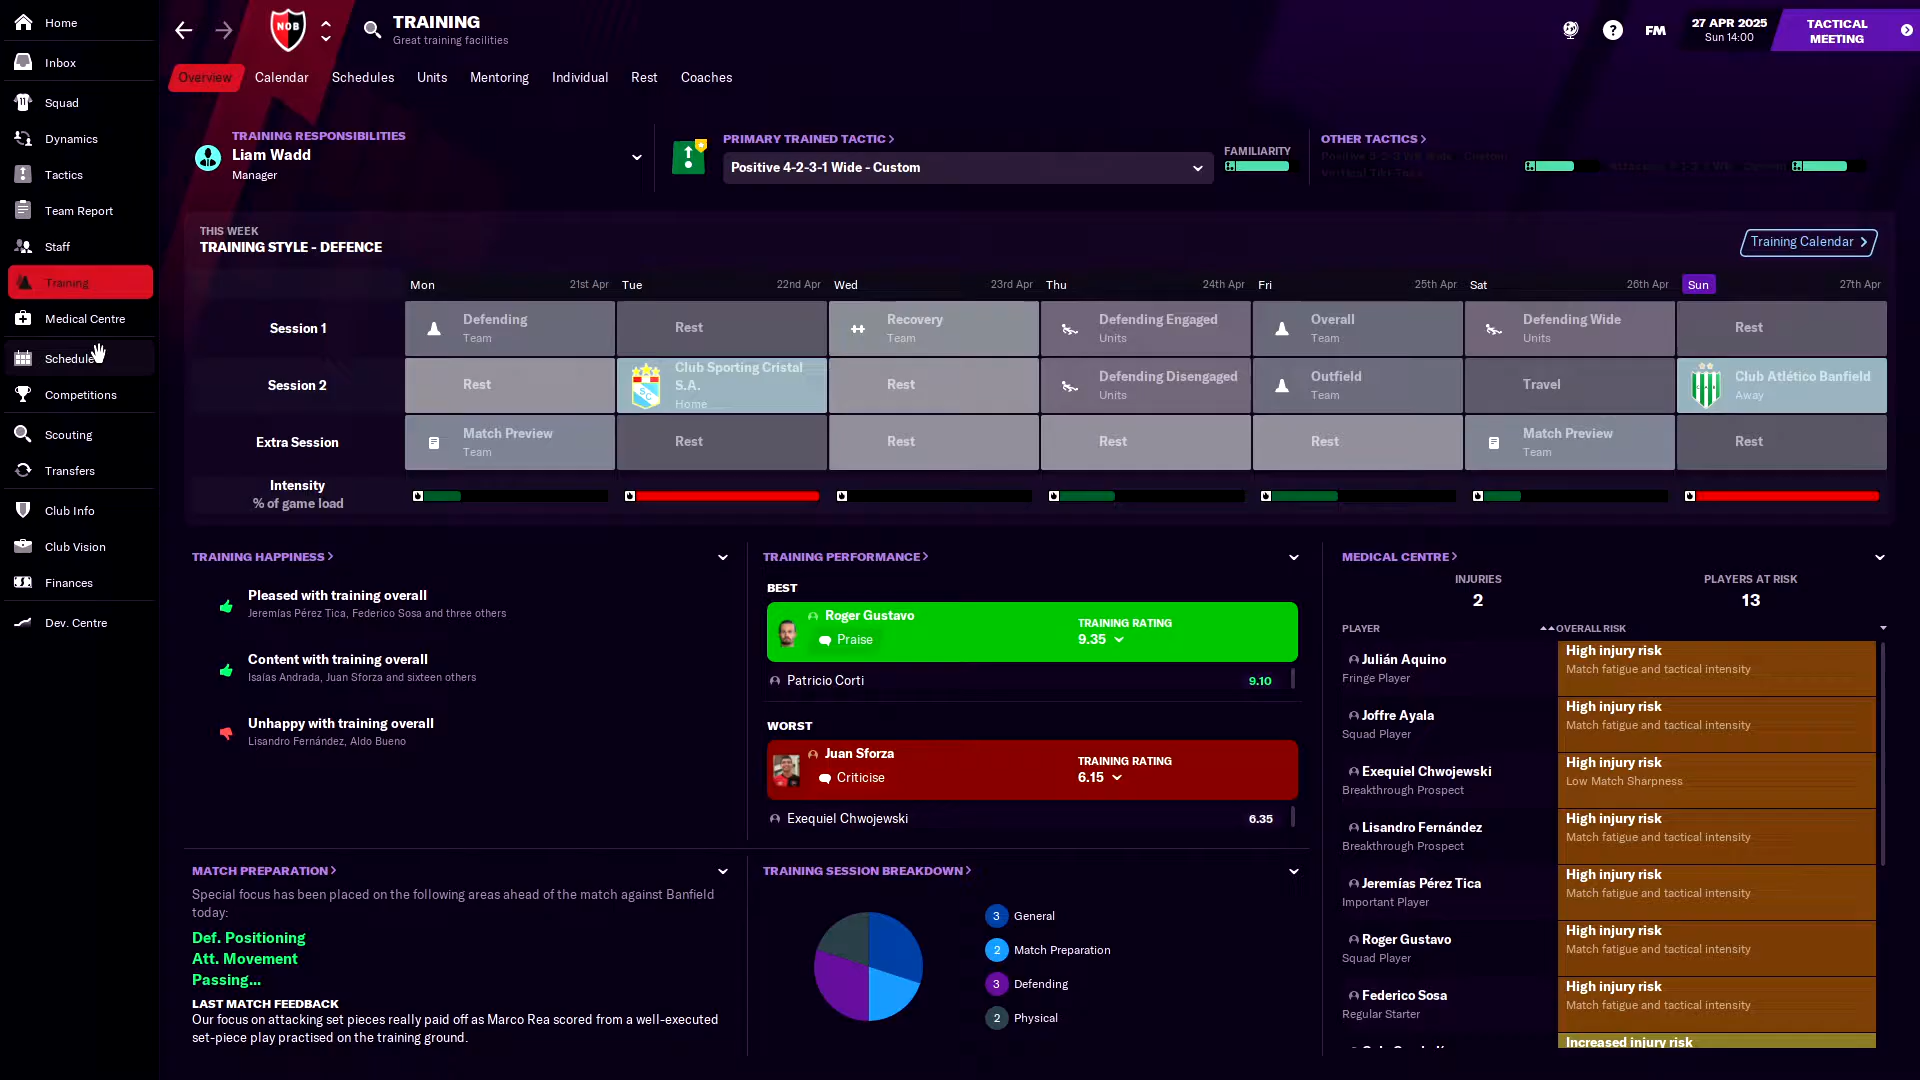 Home
Inbox
Squad
Dynamics
Tactics
Team Report
Staff
Training
Medical Centre
Schedule
Competitions
Scouting
Transfers
Club Info
Club Vision
Finances
Dev. Centre
NOB
TRAINING
Great training facilities
FM
27 APR 2025
Sun 14:00
TACTICAL
MEETING
Overview Calendar Schedules Units Mentoring Individual Rest Coaches
TRAINING RESPONSIBILITIES
Liam Wadd
Manager
PRIMARY TRAINED TACTIC
Positive 4-2-3-1 Wide - Custom
FAMILIARITY
OTHER TACTICS
THIS WEEK
TRAINING STYLE - DEFENCE
Training Calendar
Mon 21st Apr Tue 22nd Apr Wed 23rd Apr Thu 24th Apr Fri 25th Apr Sat 26th Apr Sun 27th Apr
Session 1
Defending
Team
Rest
Recovery
Team
Defending Engaged
Units
Overall
Team
Defending Wide
Units
Rest
Session 2
Rest
Club Sporting Cristal
S.A.
Home
Rest
Defending Disengaged
Units
Outfield
Team
Travel
Club Atlético Banfield
Away
Extra Session
Match Preview
Team
Rest
Rest
Rest
Rest
Match Preview
Team
Rest
Intensity
% of game load
TRAINING HAPPINESS
Pleased with training overall
Jeremías Pérez Tica, Federico Sosa and three others
Content with training overall
Isaías Andrada, Juan Sforza and sixteen others
Unhappy with training overall
Lisandro Fernández, Aldo Bueno
TRAINING PERFORMANCE
BEST
Roger Gustavo
Praise
TRAINING RATING
9.35
Patricio Corti 9.10
WORST
Juan Sforza
Criticise
TRAINING RATING
6.15
Exequiel Chwojewski 6.35
MEDICAL CENTRE
INJURIES
2
PLAYERS AT RISK
13
PLAYER OVERALL RISK
Julián Aquino
Fringe Player
High injury risk
Match fatigue and tactical intensity
Joffre Ayala
Squad Player
High injury risk
Match fatigue and tactical intensity
Exequiel Chwojewski
Breakthrough Prospect
High injury risk
Low Match Sharpness
Lisandro Fernández
Breakthrough Prospect
High injury risk
Match fatigue and tactical intensity
Jeremías Pérez Tica
Important Player
High injury risk
Match fatigue and tactical intensity
Roger Gustavo
Squad Player
High injury risk
Match fatigue and tactical intensity
Federico Sosa
Regular Starter
High injury risk
Match fatigue and tactical intensity
Increased injury risk
MATCH PREPARATION
Special focus has been placed on the following areas ahead of the match against Banfield
today:
Def. Positioning
Att. Movement
Passing...
LAST MATCH FEEDBACK
Our focus on attacking set pieces really paid off as Marco Rea scored from a well-executed
set-piece play practised on the training ground.
TRAINING SESSION BREAKDOWN
3 General
2 Match Preparation
3 Defending
2 Physical